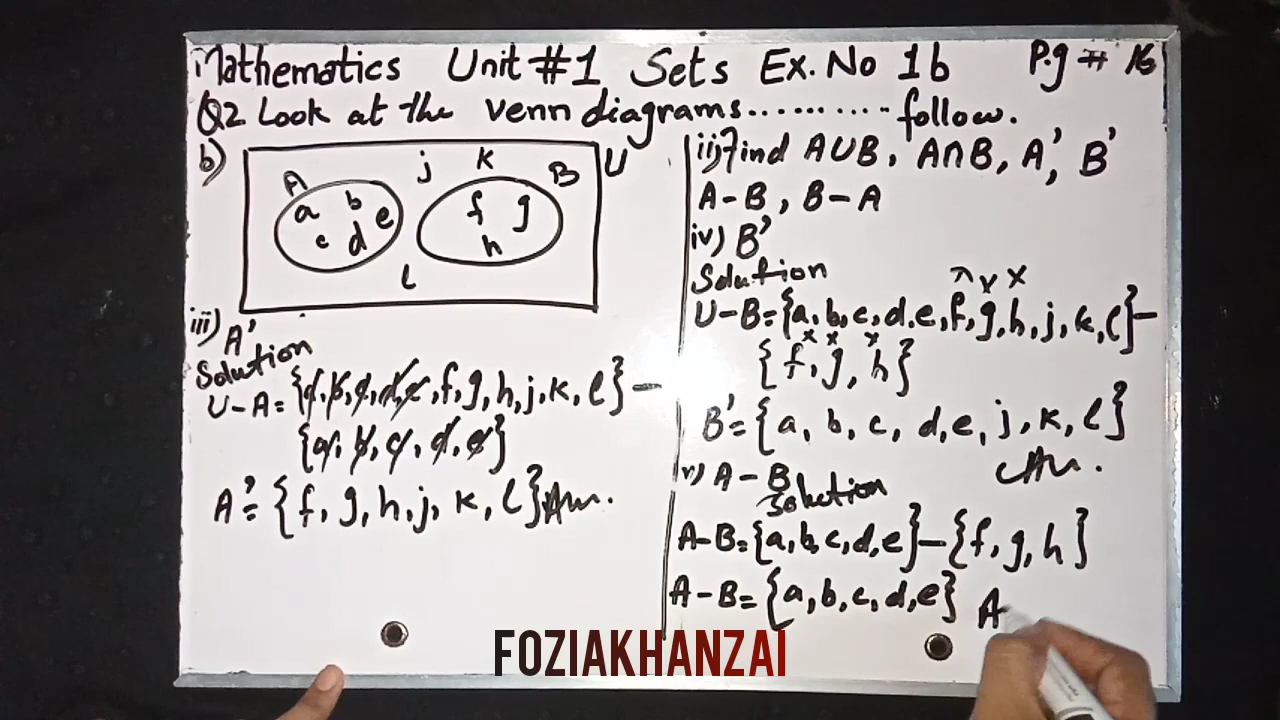 Mathematics Unit #1 Sets Ex. No 1b P.g # 16
Q2 Look at the venn diagrams.......... follow.
b)
U
j K
A B
a b e
c d
f g
h
l
iii) A'
Solution
U-A={a,b,c,d,e,f,g,h,j,k,l}-
{a,b,c,d,e}
A'={f,g,h,j,k,l} Ans.
ii) Find AUB, A∩B, A', B'
A-B, B-A
iv) B'
Solution
U-B={a,b,c,d,e,f,g,h,j,k,l}-
{f,g,h}
B'={a,b,c,d,e,j,k,l}
Ans.
v) A-B
Solution
A-B={a,b,c,d,e}-{f,g,h}
A-B={a,b,c,d,e} A
FOZIAKHANZAI